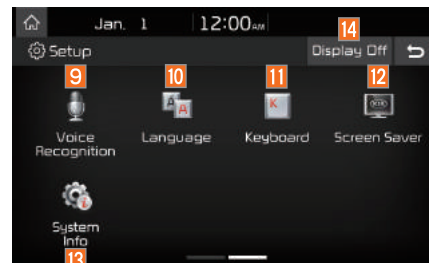 Jan. 1 12:00AM
14
Setup Display Off
9 10 11 12
A A K
Voice Recognition Language Keyboard Screen Saver
System
Info
13